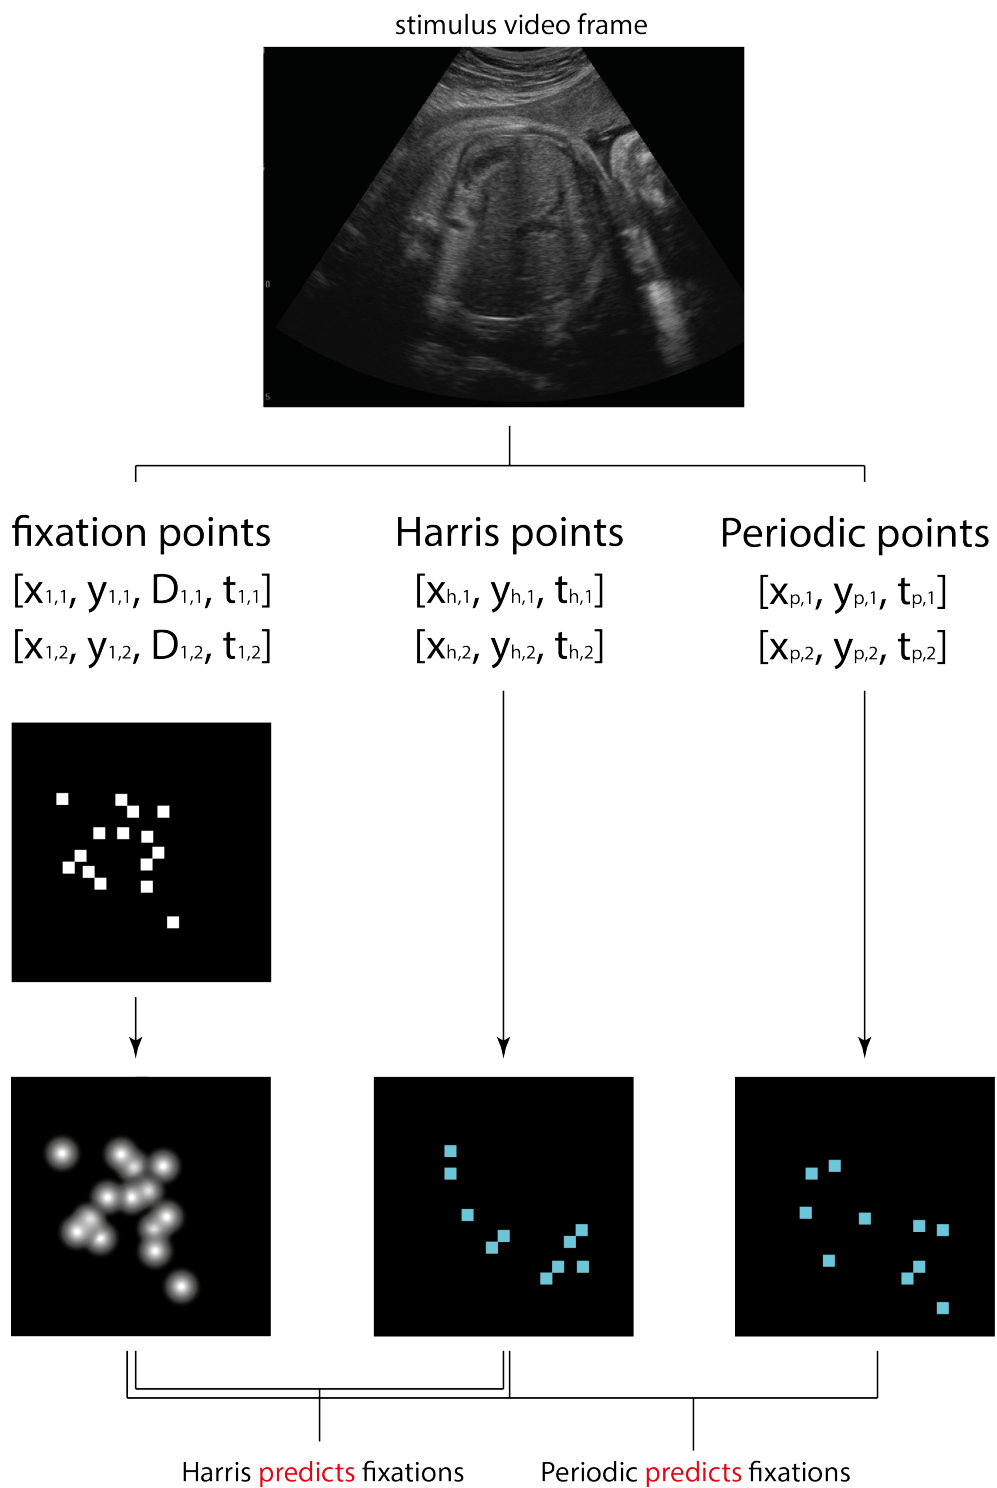 stimulus video frame
0
5
fixation points
[x1,1, y1,1, D1,1, t1,1]
[x1,2, y1,2, D1,2, t1,2]
Harris points
[xh,1, yh,1, th,1]
[xh,2, yh,2, th,2]
Periodic points
[xp,1, yp,1, tp,1]
[xp,2, yp,2, tp,2]
Harris predicts fixations
Periodic predicts fixations